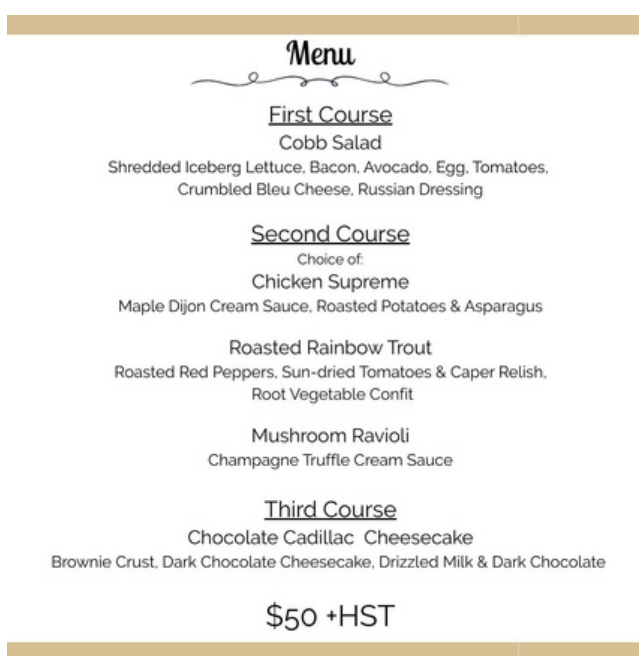 Menu
First Course
Cobb Salad
Shredded Iceberg Lettuce, Bacon, Avocado, Egg, Tomatoes,
Crumbled Bleu Cheese, Russian Dressing
Second Course
Choice of:
Chicken Supreme
Maple Dijon Cream Sauce, Roasted Potatoes & Asparagus
Roasted Rainbow Trout
Roasted Red Peppers, Sun-dried Tomatoes & Caper Relish,
Root Vegetable Confit
Mushroom Ravioli
Champagne Truffle Cream Sauce
Third Course
Chocolate Cadillac Cheesecake
Brownie Crust, Dark Chocolate Cheesecake, Drizzled Milk & Dark Chocolate
$50 +HST